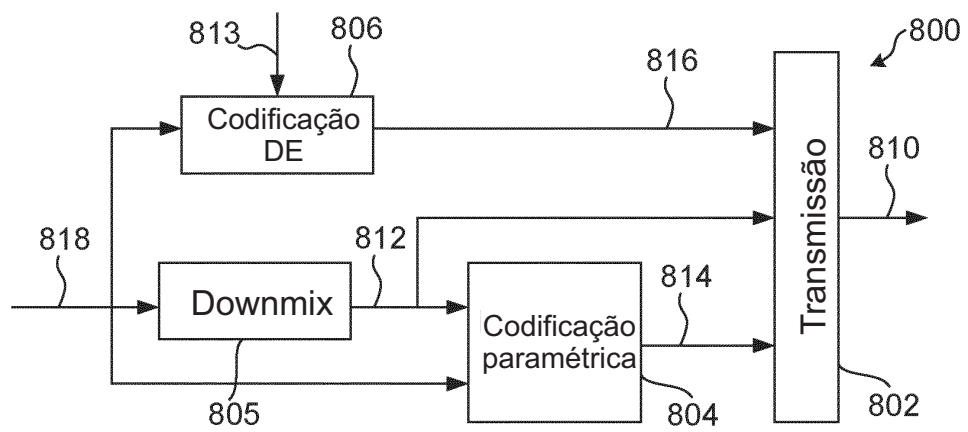 813
806
816
800
Codificação
DE
810
Transmissão
818
812
814
Downmix
Codificação
paramétrica
805
804
802